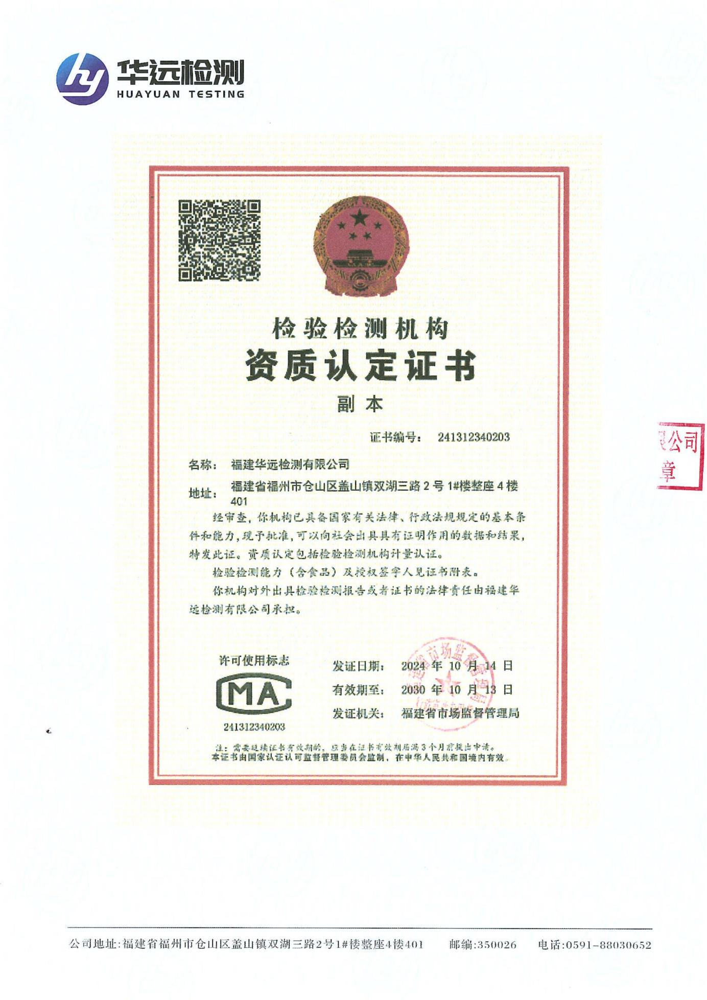 华远检测
HUAYUAN TESTING
检验检测机构
资质认定证书
副本
证书编号： 241312340203
名称： 福建华远检测有限公司
地址： 福建省福州市仓山区盖山镇双湖三路 2 号 1#楼整座 4 楼
401
经审查，你机构已具备国家有关法律、行政法规规定的基本条
件和能力，现予批准，可以向社会出具具有证明作用的数据和结果，
特发此证。资质认定包括检验检测机构计量认证。
检验检测能力（含食品）及授权签字人见证书附表。
你机构对外出具检验检测报告或者证书的法律责任由福建华
远检测有限公司承担。
许可使用标志
MA
241312340203
发证日期： 2024 年 10 月 14 日
有效期至： 2030 年 10 月 13 日
发证机关： 福建省市场监督管理局
注：需要延续证书有效期的，应当在证书有效期届满 3 个月前提出申请。
本证书由国家认证认可监督管理委员会监制，在中华人民共和国境内有效。
公司
章
公司地址:福建省福州市仓山区盖山镇双湖三路2号1#楼整座4楼401 邮编:350026 电话:0591-88030652